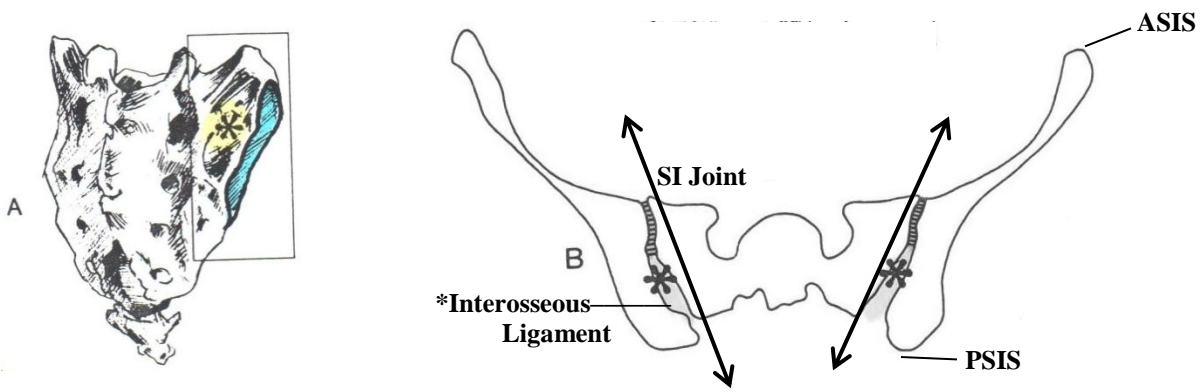 ASIS
SI Joint
A
B
*Interosseous
Ligament
PSIS